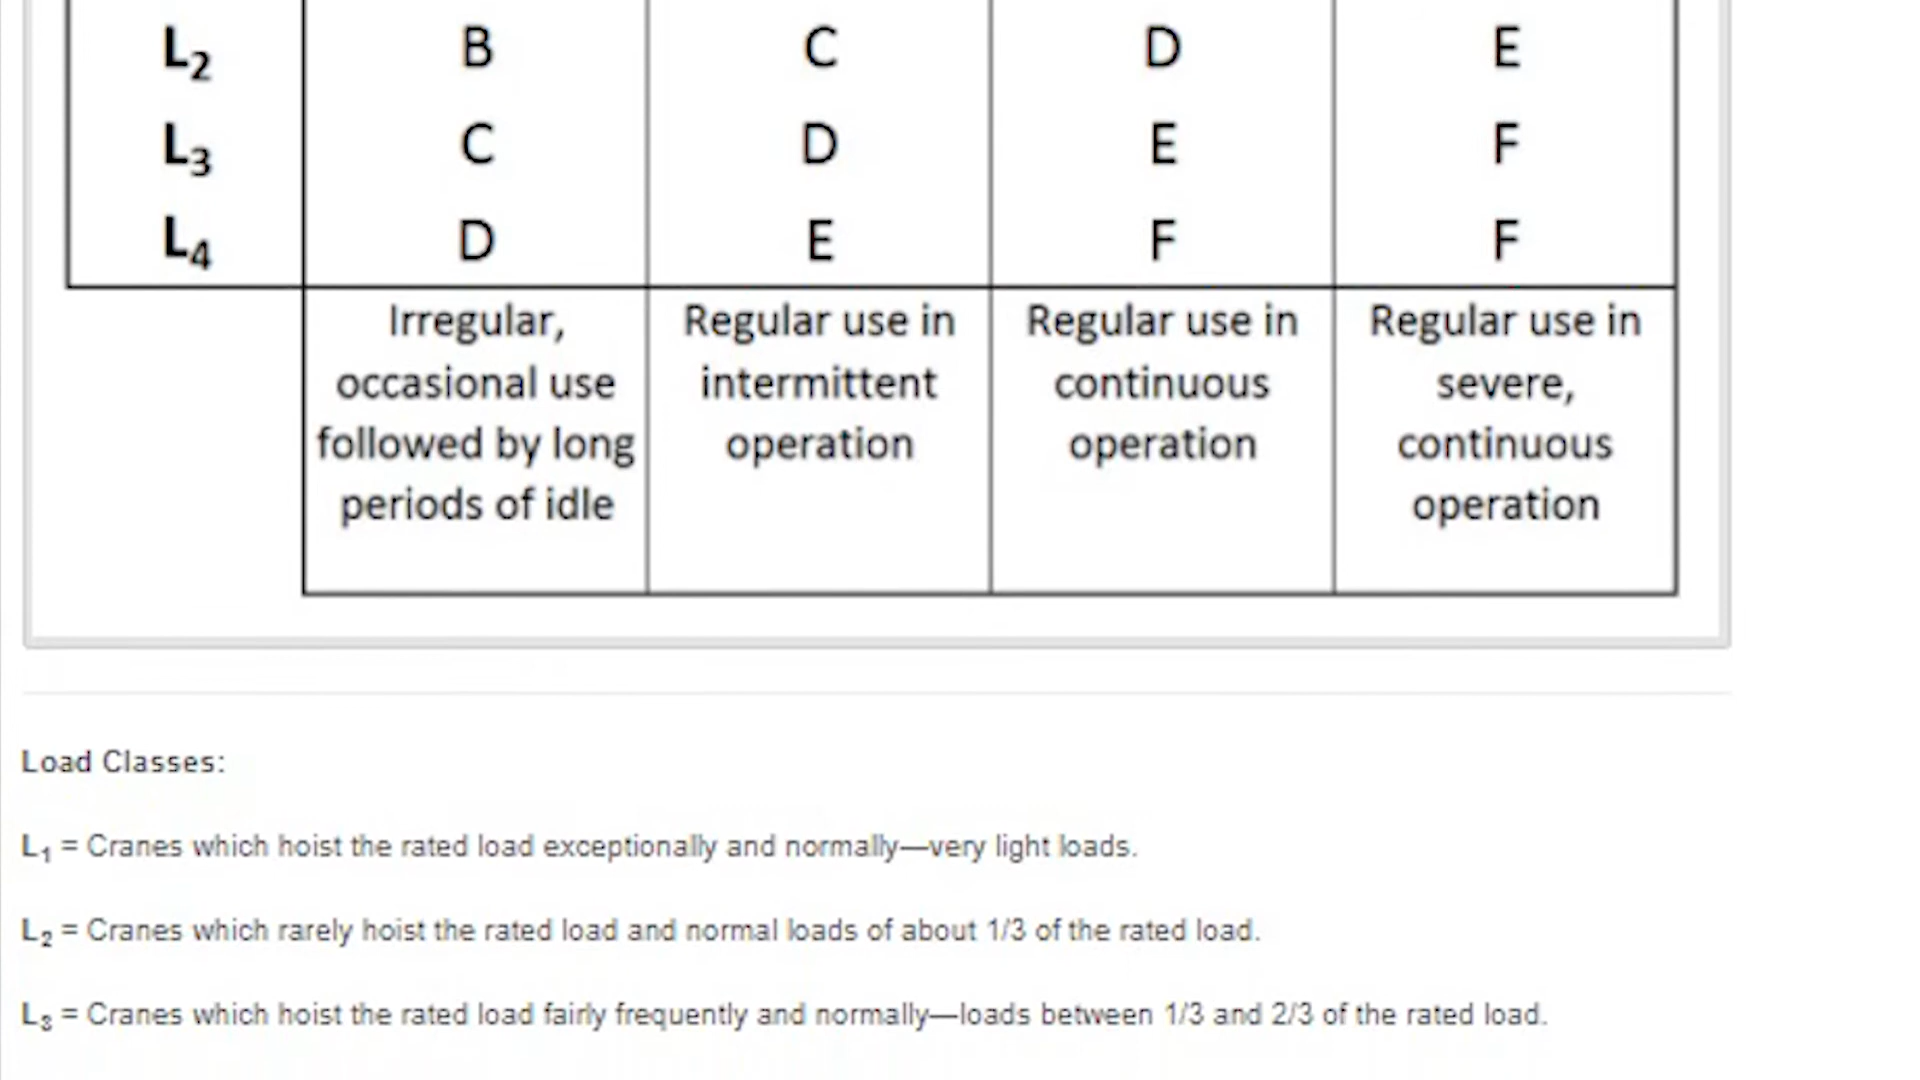 L₂ B C D E
L₃ C D E F
L₄ D E F F
Irregular, Regular use in Regular use in Regular use in
occasional use intermittent continuous severe,
followed by long operation operation continuous
periods of idle operation
Load Classes:
L₁ = Cranes which hoist the rated load exceptionally and normally—very light loads.
L₂ = Cranes which rarely hoist the rated load and normal loads of about 1/3 of the rated load.
L₃ = Cranes which hoist the rated load fairly frequently and normally—loads between 1/3 and 2/3 of the rated load.